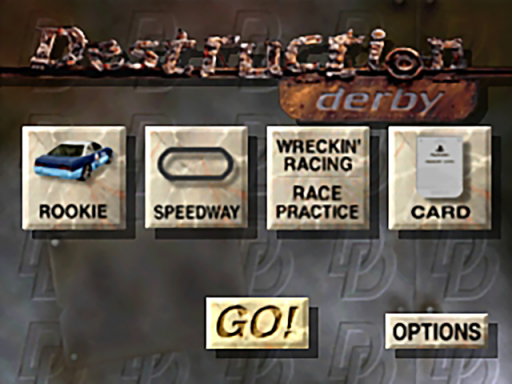 Destruction
derby
ROOKIE
SPEEDWAY
WRECKIN'
RACING
RACE
PRACTICE
CARD
GO!
OPTIONS